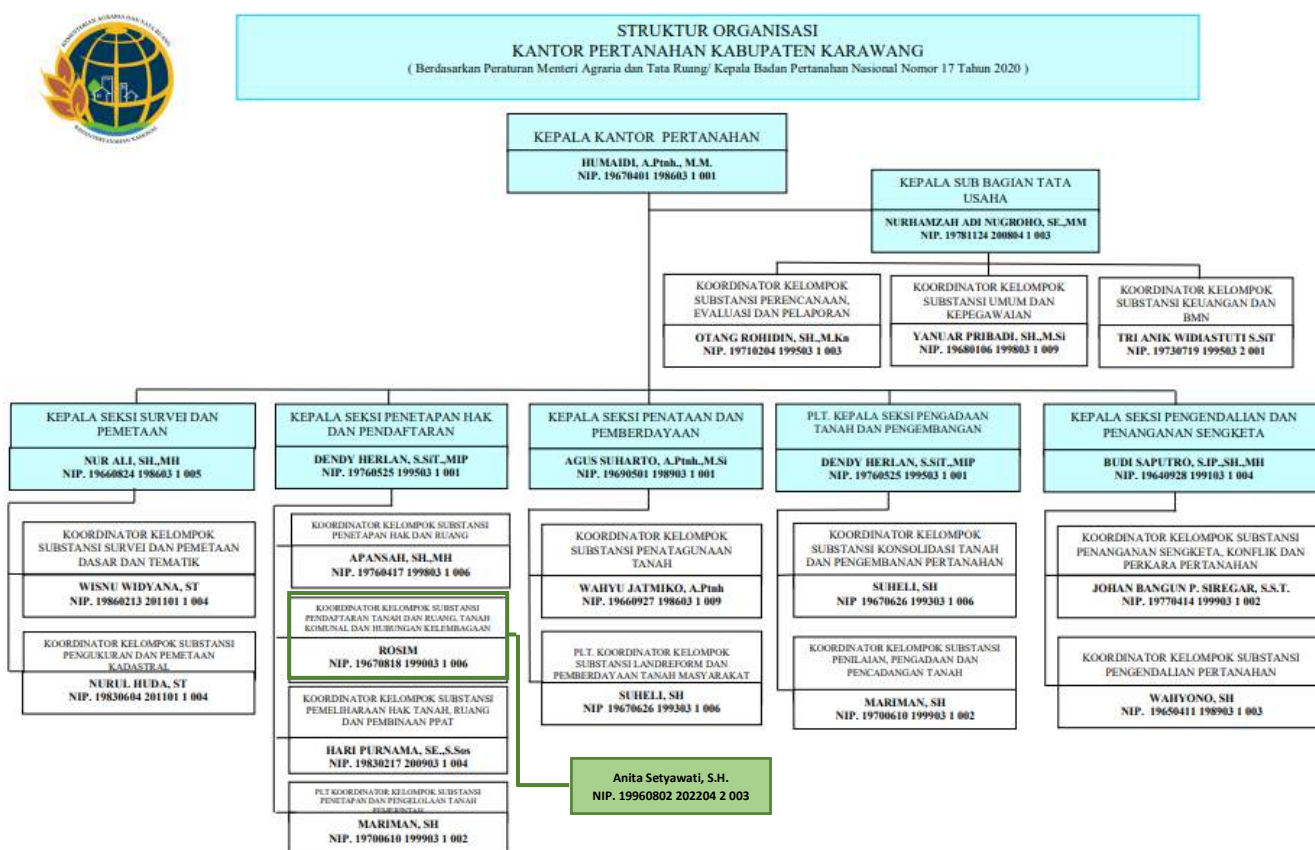 KEMENTERIAN AGRARIA DAN TATA RUANG
BADAN PERTANAHAN NASIONAL
STRUKTUR ORGANISASI
KANTOR PERTANAHAN KABUPATEN KARAWANG
( Berdasarkan Peraturan Menteri Agraria dan Tata Ruang/ Kepala Badan Pertanahan Nasional Nomor 17 Tahun 2020 )
KEPALA KANTOR PERTANAHAN
HUMAIDI, A.Ptnh., M.M.
NIP. 19670401 198603 1 001
KEPALA SUB BAGIAN TATA
USAHA
NURHAMZAH ADI NUGROHO, SE.,MM
NIP. 19781124 200804 1 003
KOORDINATOR KELOMPOK
SUBSTANSI PERENCANAAN,
EVALUASI DAN PELAPORAN
OTANG ROHIDIN, SH.,M.Kn
NIP. 19710204 199503 1 003
KOORDINATOR KELOMPOK
SUBSTANSI UMUM DAN
KEPEGAWAIAN
YANUAR PRIBADI, SH.,M.Si
NIP. 19680106 199803 1 009
KOORDINATOR KELOMPOK
SUBSTANSI KEUANGAN DAN
BMN
TRI ANIK WIDIASTUTI S.SiT
NIP. 19730719 199503 2 001
KEPALA SEKSI SURVEI DAN
PEMETAAN
NUR ALI, SH.,MH
NIP. 19660824 198603 1 005
KOORDINATOR KELOMPOK
SUBSTANSI SURVEI DAN PEMETAAN
DASAR DAN TEMATIK
WISNU WIDYANA, ST
NIP. 19860213 201101 1 004
KOORDINATOR KELOMPOK SUBSTANSI
PENGUKURAN DAN PEMETAAN
KADASTRAL
NURUL HUDA, ST
NIP. 19830604 201101 1 004
KEPALA SEKSI PENETAPAN HAK
DAN PENDAFTARAN
DENDY HERLAN, S.SiT.,MIP
NIP. 19760525 199503 1 001
KOORDINATOR KELOMPOK SUBSTANSI
PENETAPAN HAK DAN RUANG
APANSAH, SH.,MH
NIP. 19760417 199803 1 006
KOORDINATOR KELOMPOK SUBSTANSI
PENDAFTARAN TANAH DAN RUANG, TANAH
KOMUNAL DAN HUBUNGAN KELEMBAGAAN
ROSIM
NIP. 19670818 199003 1 006
KOORDINATOR KELOMPOK SUBSTANSI
PEMELIHARAAN HAK TANAH, RUANG
DAN PEMBINAAN PPAT
HARI PURNAMA, SE.,S.Sos
NIP. 19830217 200903 1 004
PLT KOORDINATOR KELOMPOK SUBSTANSI
PENETAPAN DAN PENGELOLAAN TANAH
PEMERINTAH
MARIMAN, SH
NIP. 19700610 199903 1 002
KEPALA SEKSI PENATAAN DAN
PEMBERDAYAAN
AGUS SUHARTO, A.Ptnh.,M.Si
NIP. 19690501 198903 1 001
KOORDINATOR KELOMPOK
SUBSTANSI PENATAGUNAAN
TANAH
WAHYU JATMIKO, A.Ptnh
NIP. 19660927 198603 1 009
PLT. KOORDINATOR KELOMPOK
SUBSTANSI LANDREFORM DAN
PEMBERDAYAAN TANAH MASYARAKAT
SUHELI, SH
NIP 19670626 199303 1 006
PLT. KEPALA SEKSI PENGADAAN
TANAH DAN PENGEMBANGAN
DENDY HERLAN, S.SiT.,MIP
NIP. 19760525 199503 1 001
KOORDINATOR KELOMPOK
SUBSTANSI KONSOLIDASI TANAH
DAN PENGEMBANGAN PERTANAHAN
SUHELI, SH
NIP 19670626 199303 1 006
KOORDINATOR KELOMPOK SUBSTANSI
PENILAIAN, PENGADAAN DAN
PENCADANGAN TANAH
MARIMAN, SH
NIP. 19700610 199903 1 002
KEPALA SEKSI PENGENDALIAN DAN
PENANGANAN SENGKETA
BUDI SAPUTRO, S.IP.,SH.,MH
NIP. 19640928 199103 1 004
KOORDINATOR KELOMPOK SUBSTANSI
PENANGANAN SENGKETA, KONFLIK DAN
PERKARA PERTANAHAN
JOHAN BANGUN P. SIREGAR, S.S.T.
NIP. 19770414 199903 1 002
KOORDINATOR KELOMPOK SUBSTANSI
PENGENDALIAN PERTANAHAN
WAHYONO, SH
NIP. 19650411 198903 1 003
Anita Setyawati, S.H.
NIP. 19960802 202204 2 003